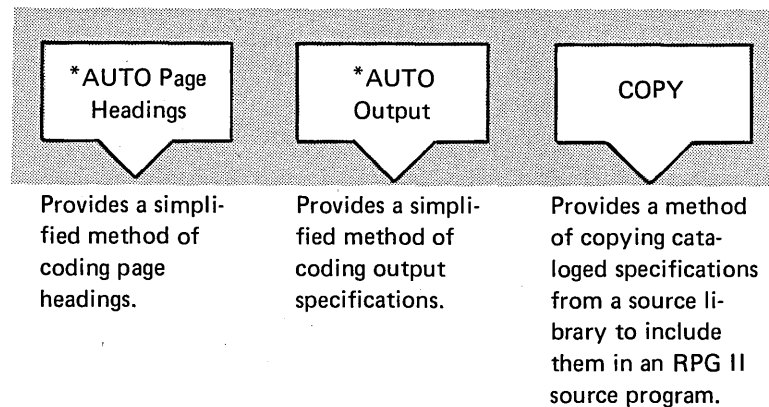 *AUTO Page
Headings
*AUTO
Output
COPY
Provides a simpli-
fied method of
coding page
headings.
Provides a simpli-
fied method of
coding output
specifications.
Provides a method
of copying cata-
loged specifications
from a source li-
brary to include
them in an RPG II
source program.